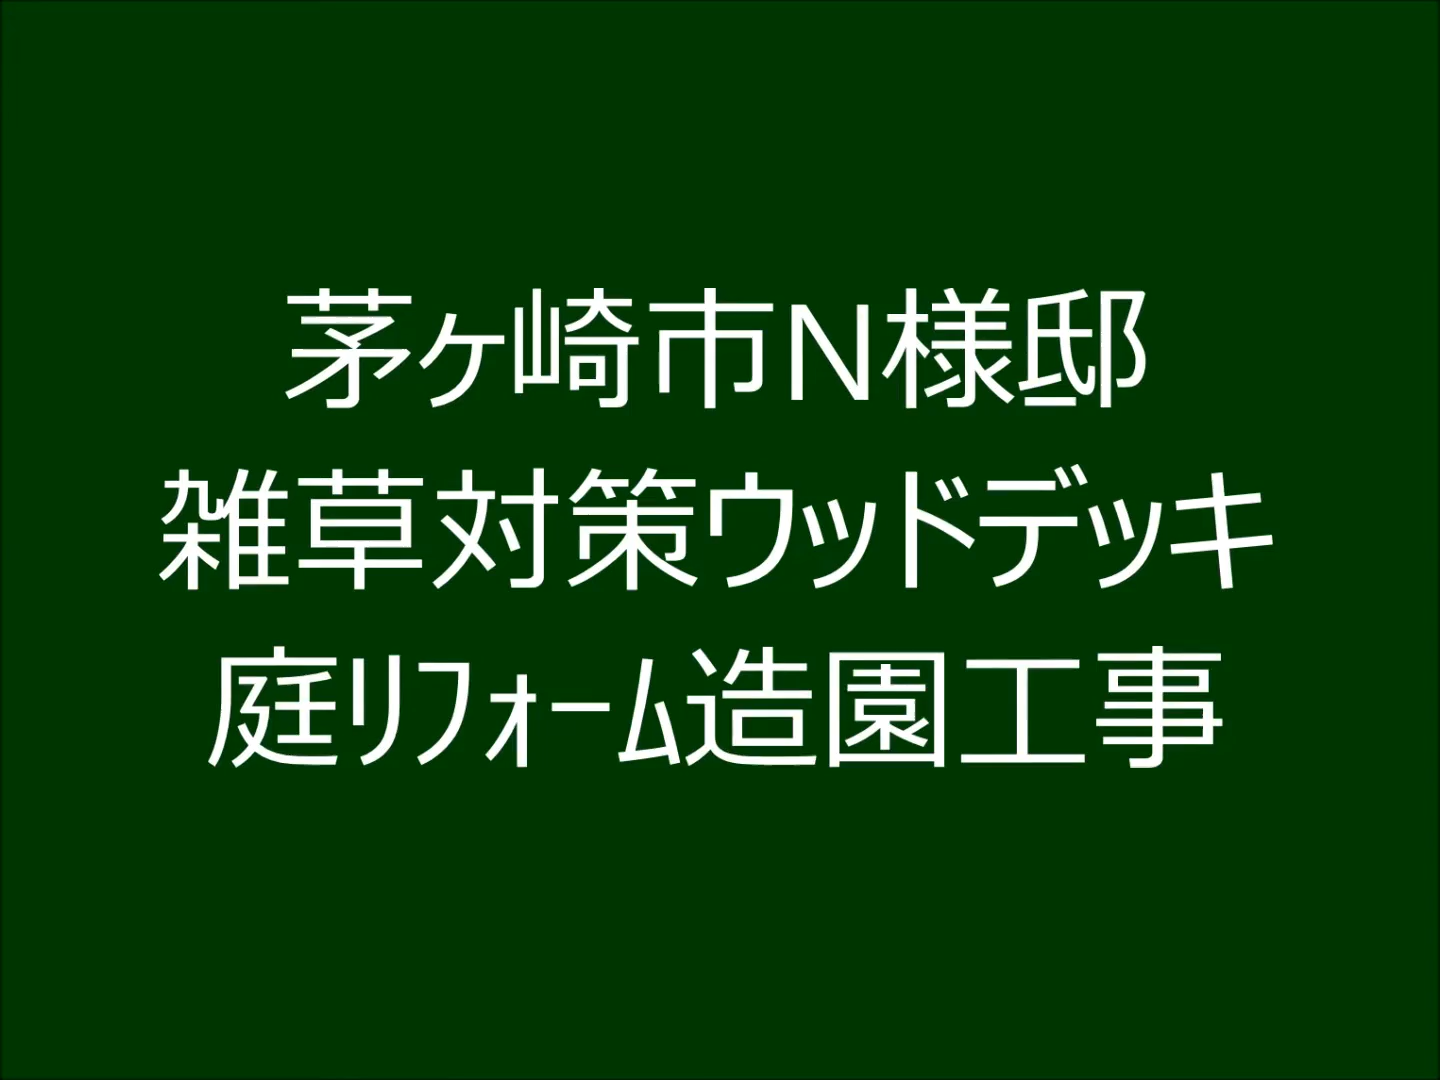 茅ヶ崎市N様邸
雑草対策ウッドデッキ
庭ﾘﾌｫｰﾑ造園工事